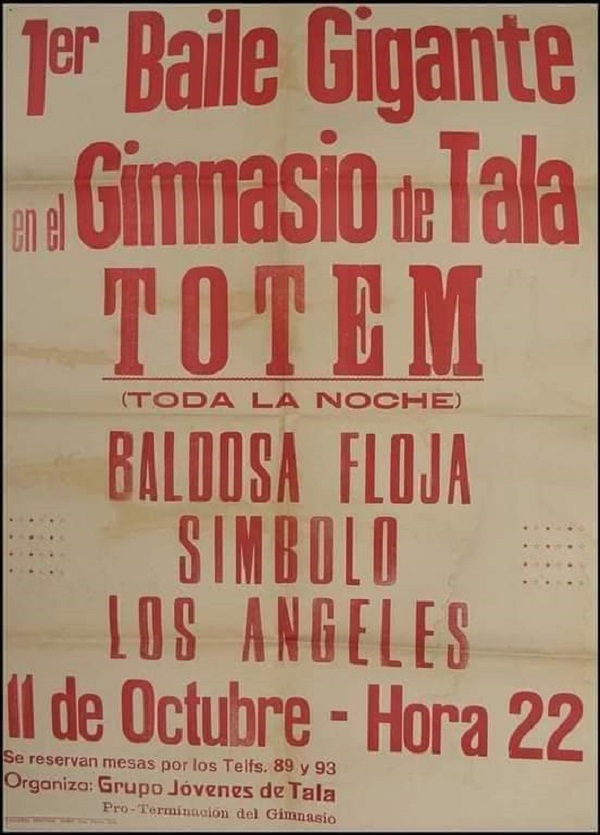 1er Baile Gigante
en el Gimnasio de Tala
TOTEM
(TODA LA NOCHE)
BALDOSA FLOJA
SIMBOLO
LOS ANGELES
11 de Octubre - Hora 22
Se reservan mesas por los Telfs. 89 y 93
Organiza: Grupo Jóvenes de Tala
Pro-Terminación del Gimnasio